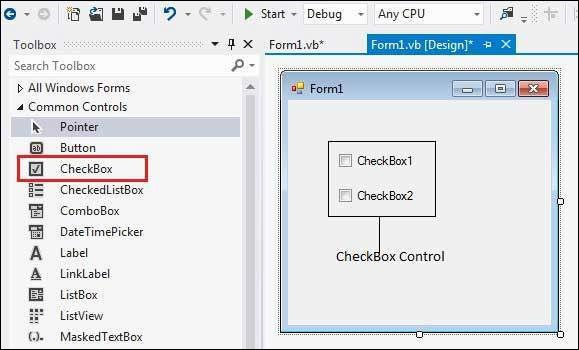 Start Debug Any CPU
Toolbox
Search Toolbox
All Windows Forms
Common Controls
Pointer
Button
CheckBox
CheckedListBox
ComboBox
DateTimePicker
Label
LinkLabel
ListBox
ListView
MaskedTextBox
Form1.vb* Form1.vb [Design]*
Form1
CheckBox1
CheckBox2
CheckBox Control